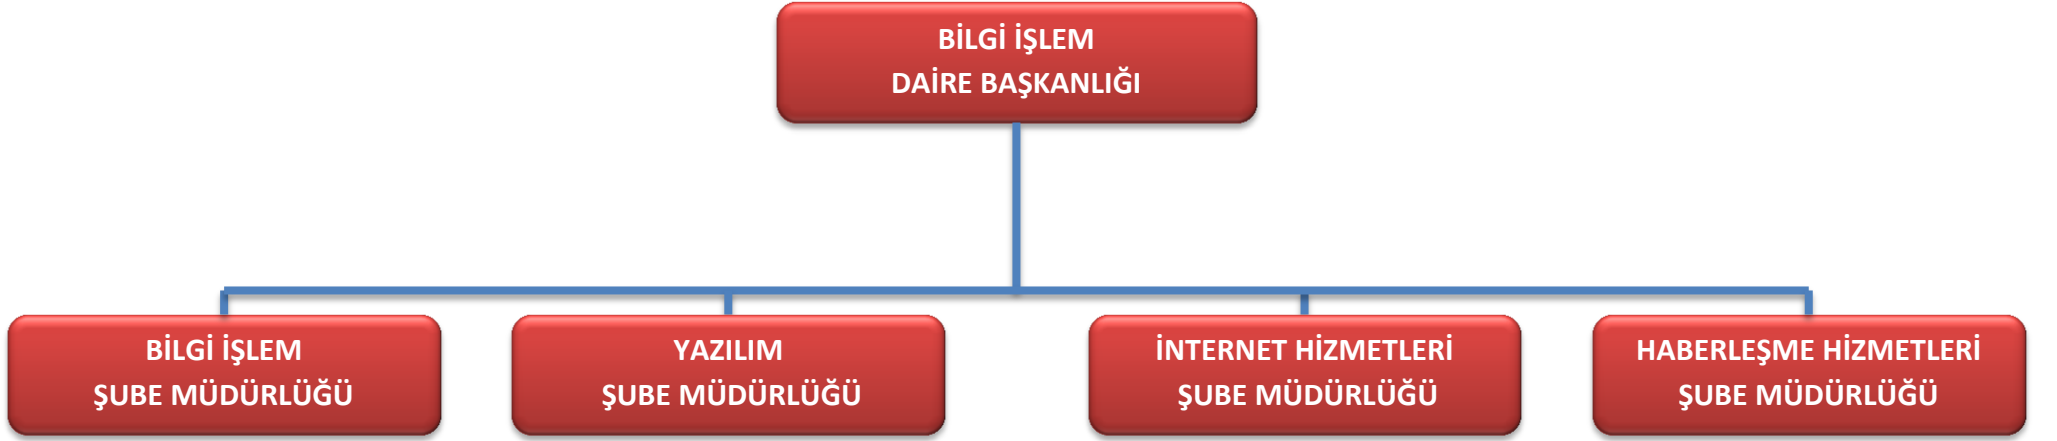 BİLGİ İŞLEM
DAİRE BAŞKANLIĞI
BİLGİ İŞLEM
ŞUBE MÜDÜRLÜĞÜ
YAZILIM
ŞUBE MÜDÜRLÜĞÜ
İNTERNET HİZMETLERİ
ŞUBE MÜDÜRLÜĞÜ
HABERLEŞME HİZMETLERİ
ŞUBE MÜDÜRLÜĞÜ